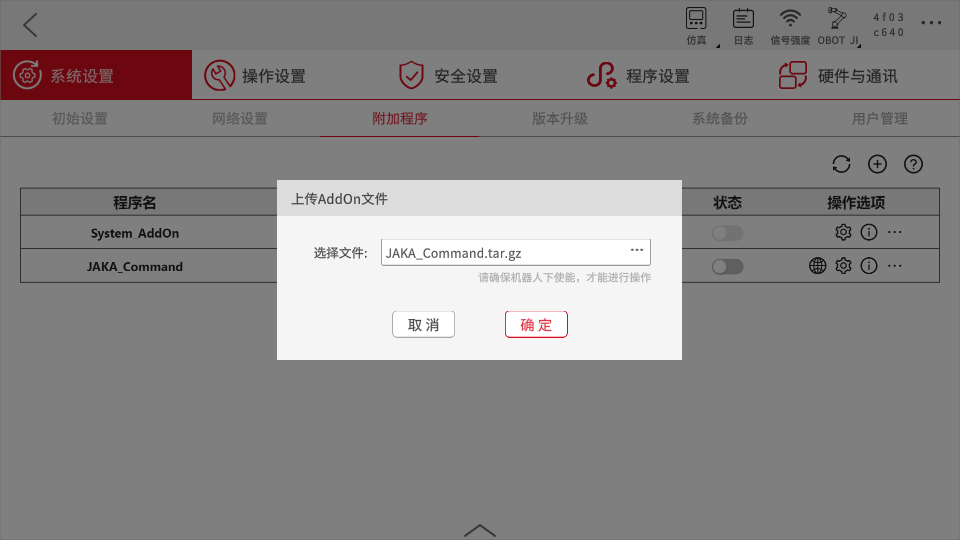 仿真
日志
信号强度
OBOT Ji
4f03
c640
系统设置
操作设置
安全设置
程序设置
硬件与通讯
初始设置
网络设置
附加程序
版本升级
系统备份
用户管理
程序名
状态
操作选项
System_AddOn
JAKA_Command
上传AddOn文件
选择文件:
JAKA_Command.tar.gz
请确保机器人下使能，才能进行操作
取消
确定